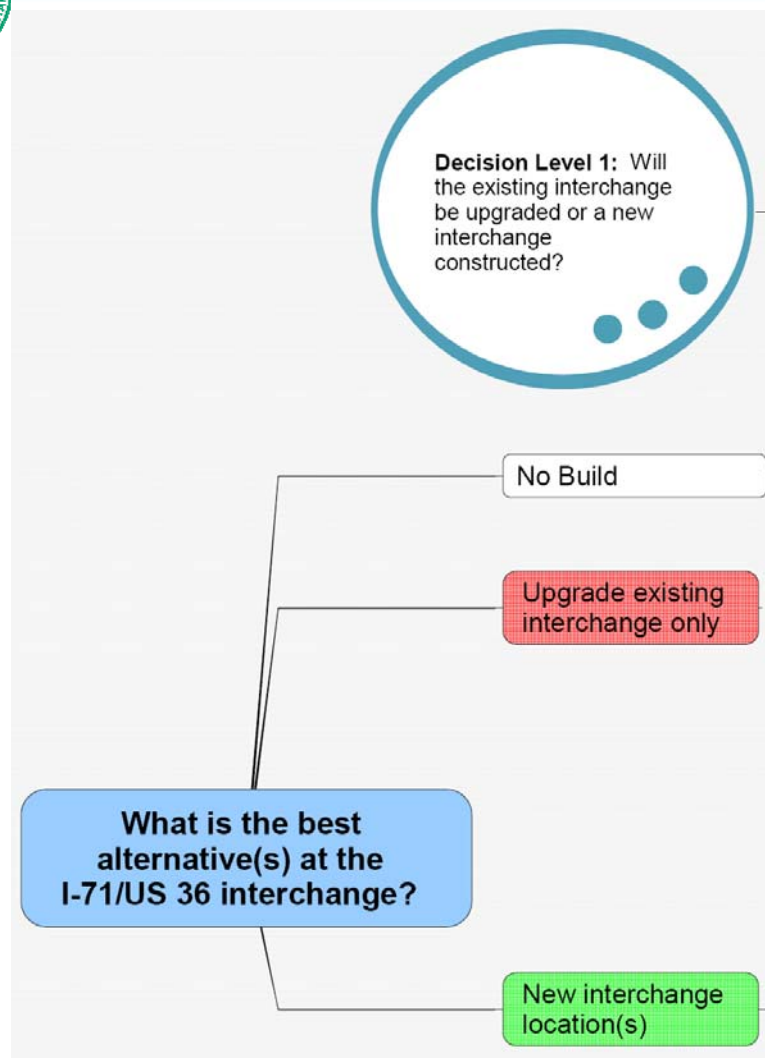 Decision Level 1: Will
the existing interchange
be upgraded or a new
interchange
constructed?
No Build
Upgrade existing
interchange only
What is the best
alternative(s) at the
I-71/US 36 interchange?
New interchange
location(s)